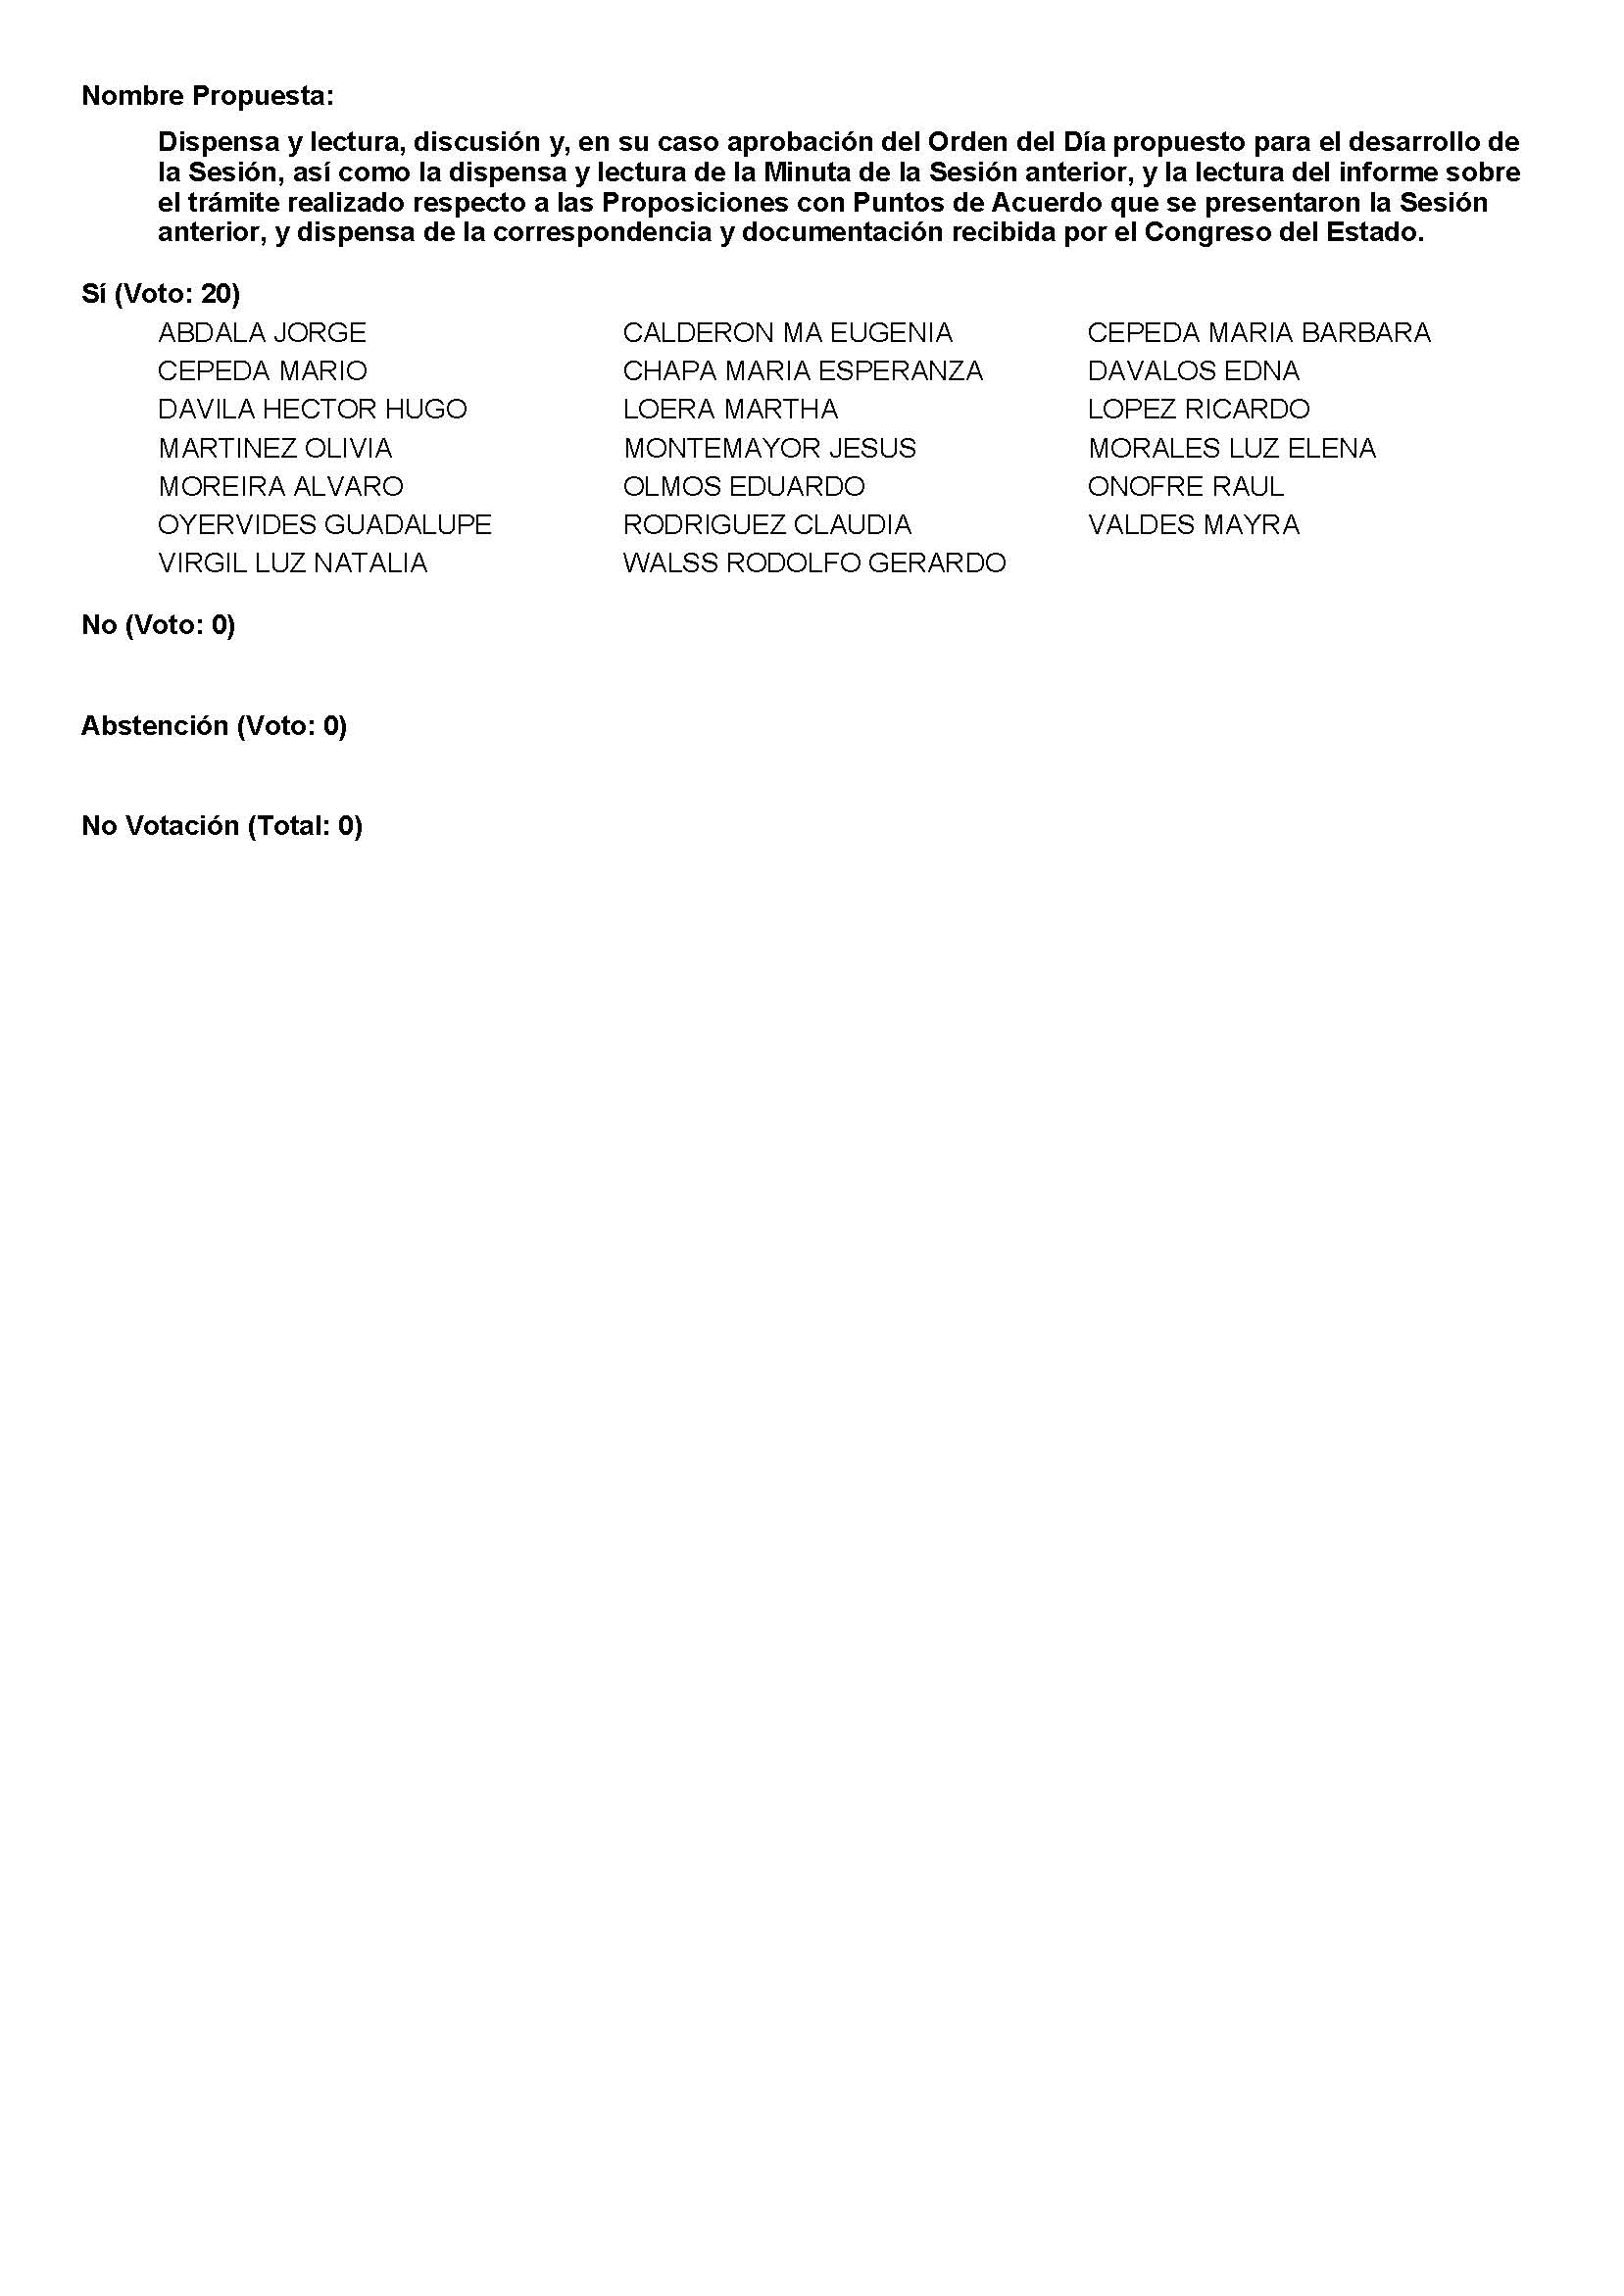 Nombre Propuesta:
Dispensa y lectura, discusión y, en su caso aprobación del Orden del Día propuesto para el desarrollo de
la Sesión, así como la dispensa y lectura de la Minuta de la Sesión anterior, y la lectura del informe sobre
el trámite realizado respecto a las Proposiciones con Puntos de Acuerdo que se presentaron la Sesión
anterior, y dispensa de la correspondencia y documentación recibida por el Congreso del Estado.
Sí (Voto: 20)
ABDALA JORGE CALDERON MA EUGENIA CEPEDA MARIA BARBARA
CEPEDA MARIO CHAPA MARIA ESPERANZA DAVALOS EDNA
DAVILA HECTOR HUGO LOERA MARTHA LOPEZ RICARDO
MARTINEZ OLIVIA MONTEMAYOR JESUS MORALES LUZ ELENA
MOREIRA ALVARO OLMOS EDUARDO ONOFRE RAUL
OYERVIDES GUADALUPE RODRIGUEZ CLAUDIA VALDES MAYRA
VIRGIL LUZ NATALIA WALSS RODOLFO GERARDO
No (Voto: 0)
Abstención (Voto: 0)
No Votación (Total: 0)